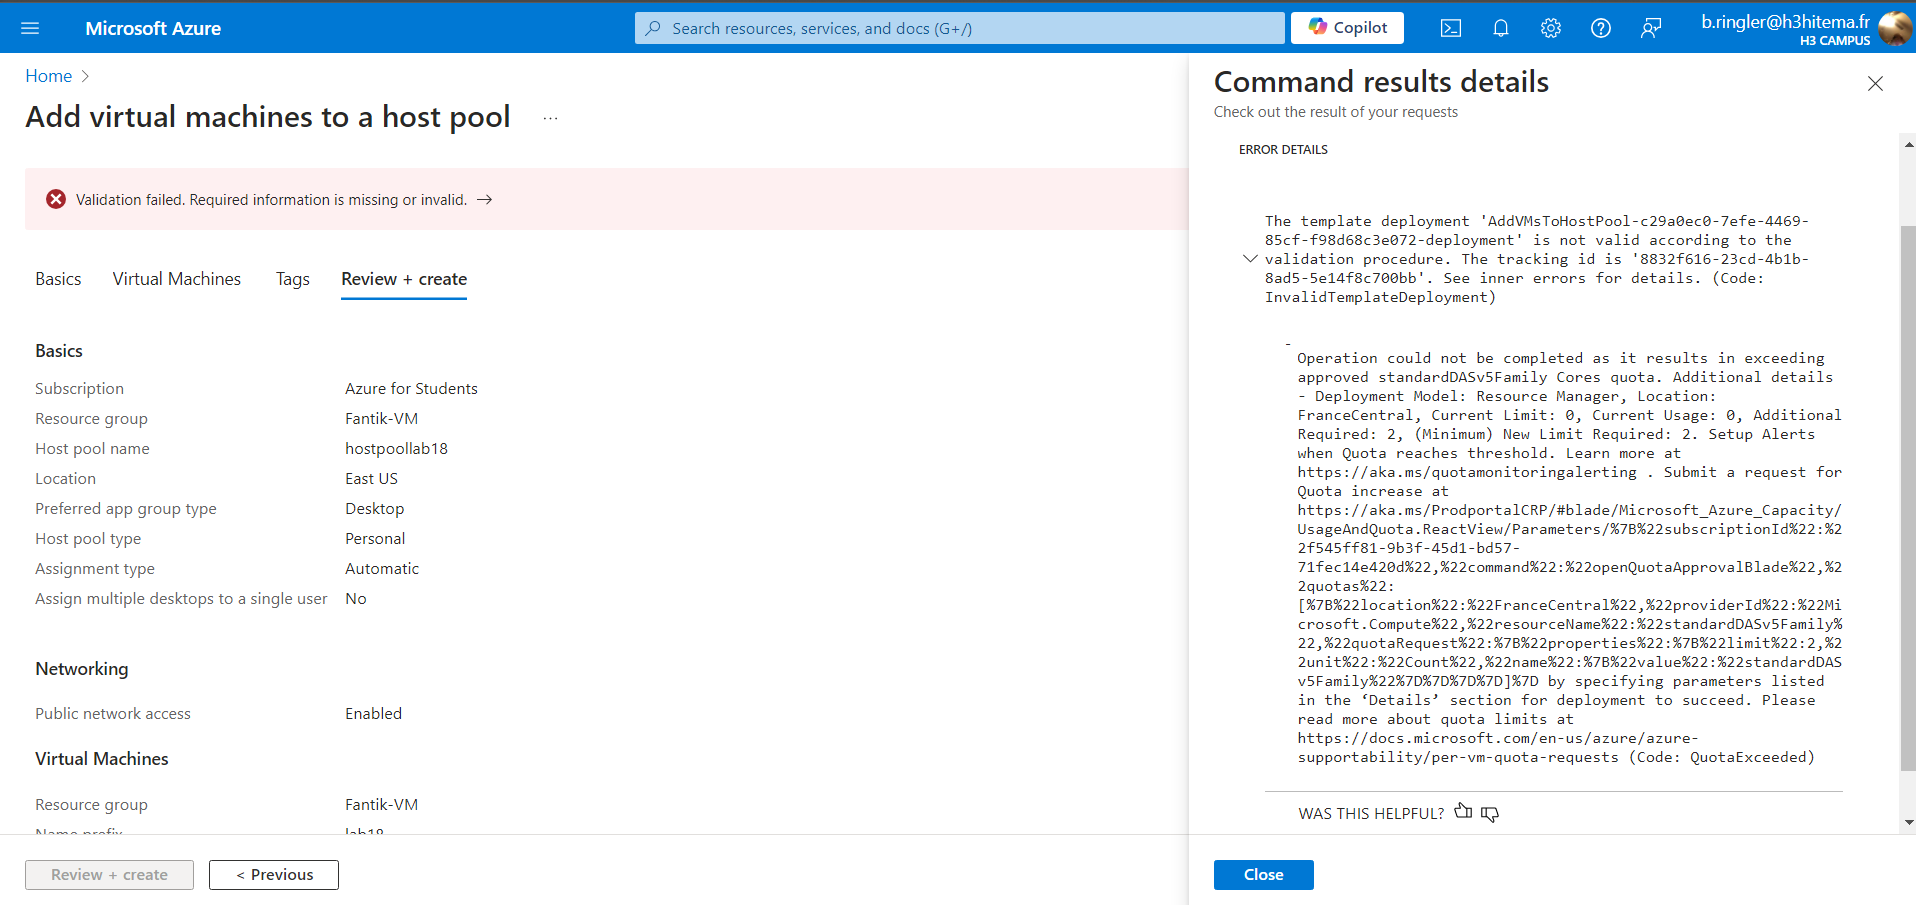 Microsoft Azure
Search resources, services, and docs (G+/)
Copilot
b.ringler@h3hitema.fr
H3 CAMPUS
Home
Add virtual machines to a host pool
Validation failed. Required information is missing or invalid.
Basics
Virtual Machines
Tags
Review + create
Basics
Subscription Azure for Students
Resource group Fantik-VM
Host pool name hostpoollab18
Location East US
Preferred app group type Desktop
Host pool type Personal
Assignment type Automatic
Assign multiple desktops to a single user No
Networking
Public network access Enabled
Virtual Machines
Resource group Fantik-VM
Name prefix lab18
Review + create
< Previous
Command results details
Check out the result of your requests
ERROR DETAILS
The template deployment 'AddVMsToHostPool-c29a0ec0-7efe-4469-
85cf-f98d68c3e072-deployment' is not valid according to the
validation procedure. The tracking id is '8832f616-23cd-4b1b-
8ad5-5e14f8c700bb'. See inner errors for details. (Code:
InvalidTemplateDeployment)
-
Operation could not be completed as it results in exceeding
approved standardDASv5Family Cores quota. Additional details
- Deployment Model: Resource Manager, Location:
FranceCentral, Current Limit: 0, Current Usage: 0, Additional
Required: 2, (Minimum) New Limit Required: 2. Setup Alerts
when Quota reaches threshold. Learn more at
https://aka.ms/quotamonitoringalerting . Submit a request for
Quota increase at
https://aka.ms/ProdportalCRP/#blade/Microsoft_Azure_Capacity/
UsageAndQuota.ReactView/Parameters/%7B%22subscriptionId%22:%2
2f545ff81-9b3f-45d1-bd57-
71fec14e420d%22,%22command%22:%22openQuotaApprovalBlade%22,%2
2quotas%22:
[%7B%22location%22:%22FranceCentral%22,%22providerId%22:%22Mi
crosoft.Compute%22,%22resourceName%22:%22standardDASv5Family%
22,%22quotaRequest%22:%7B%22properties%22:%7B%22limit%22:2,%2
2unit%22:%22Count%22,%22name%22:%7B%22value%22:%22standardDAS
v5Family%22%7D%7D%7D%7D]%7D by specifying parameters listed
in the ‘Details’ section for deployment to succeed. Please
read more about quota limits at
https://docs.microsoft.com/en-us/azure/azure-
supportability/per-vm-quota-requests (Code: QuotaExceeded)
WAS THIS HELPFUL?
Close